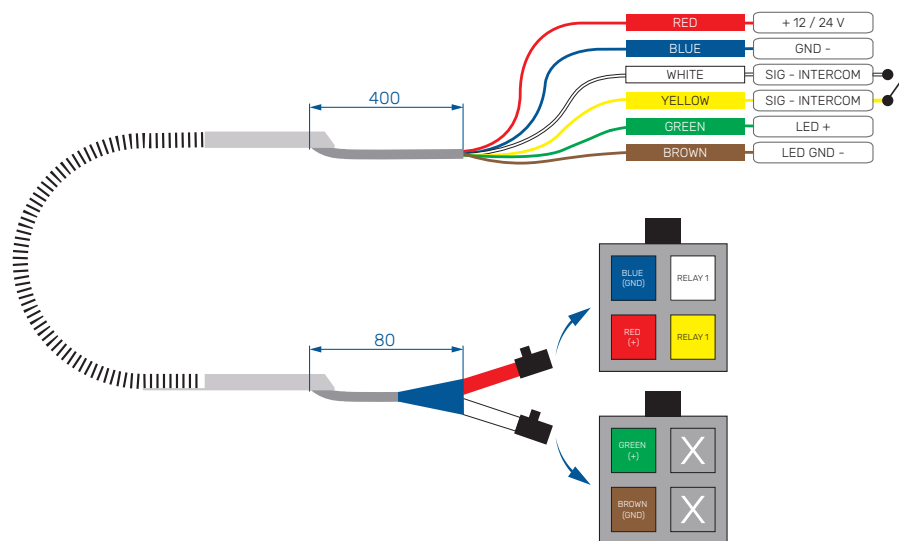 RED + 12 / 24 V
BLUE GND -
WHITE SIG - INTERCOM
YELLOW SIG - INTERCOM
GREEN LED +
BROWN LED GND -
400
80
BLUE
(GND)
RELAY 1
RED
(+)
RELAY 1
GREEN
(+)
X
BROWN
(GND)
X